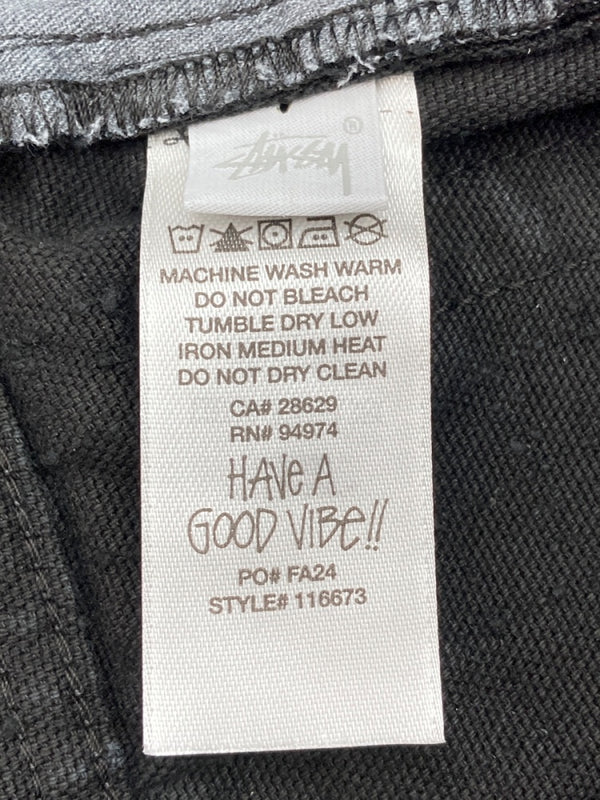 STÜSSY ®
MACHINE WASH WARM
DO NOT BLEACH
TUMBLE DRY LOW
IRON MEDIUM HEAT
DO NOT DRY CLEAN
CA# 28629
RN# 94974
HAVE A
GOOD VIBE!!
PO# FA24
STYLE# 116673